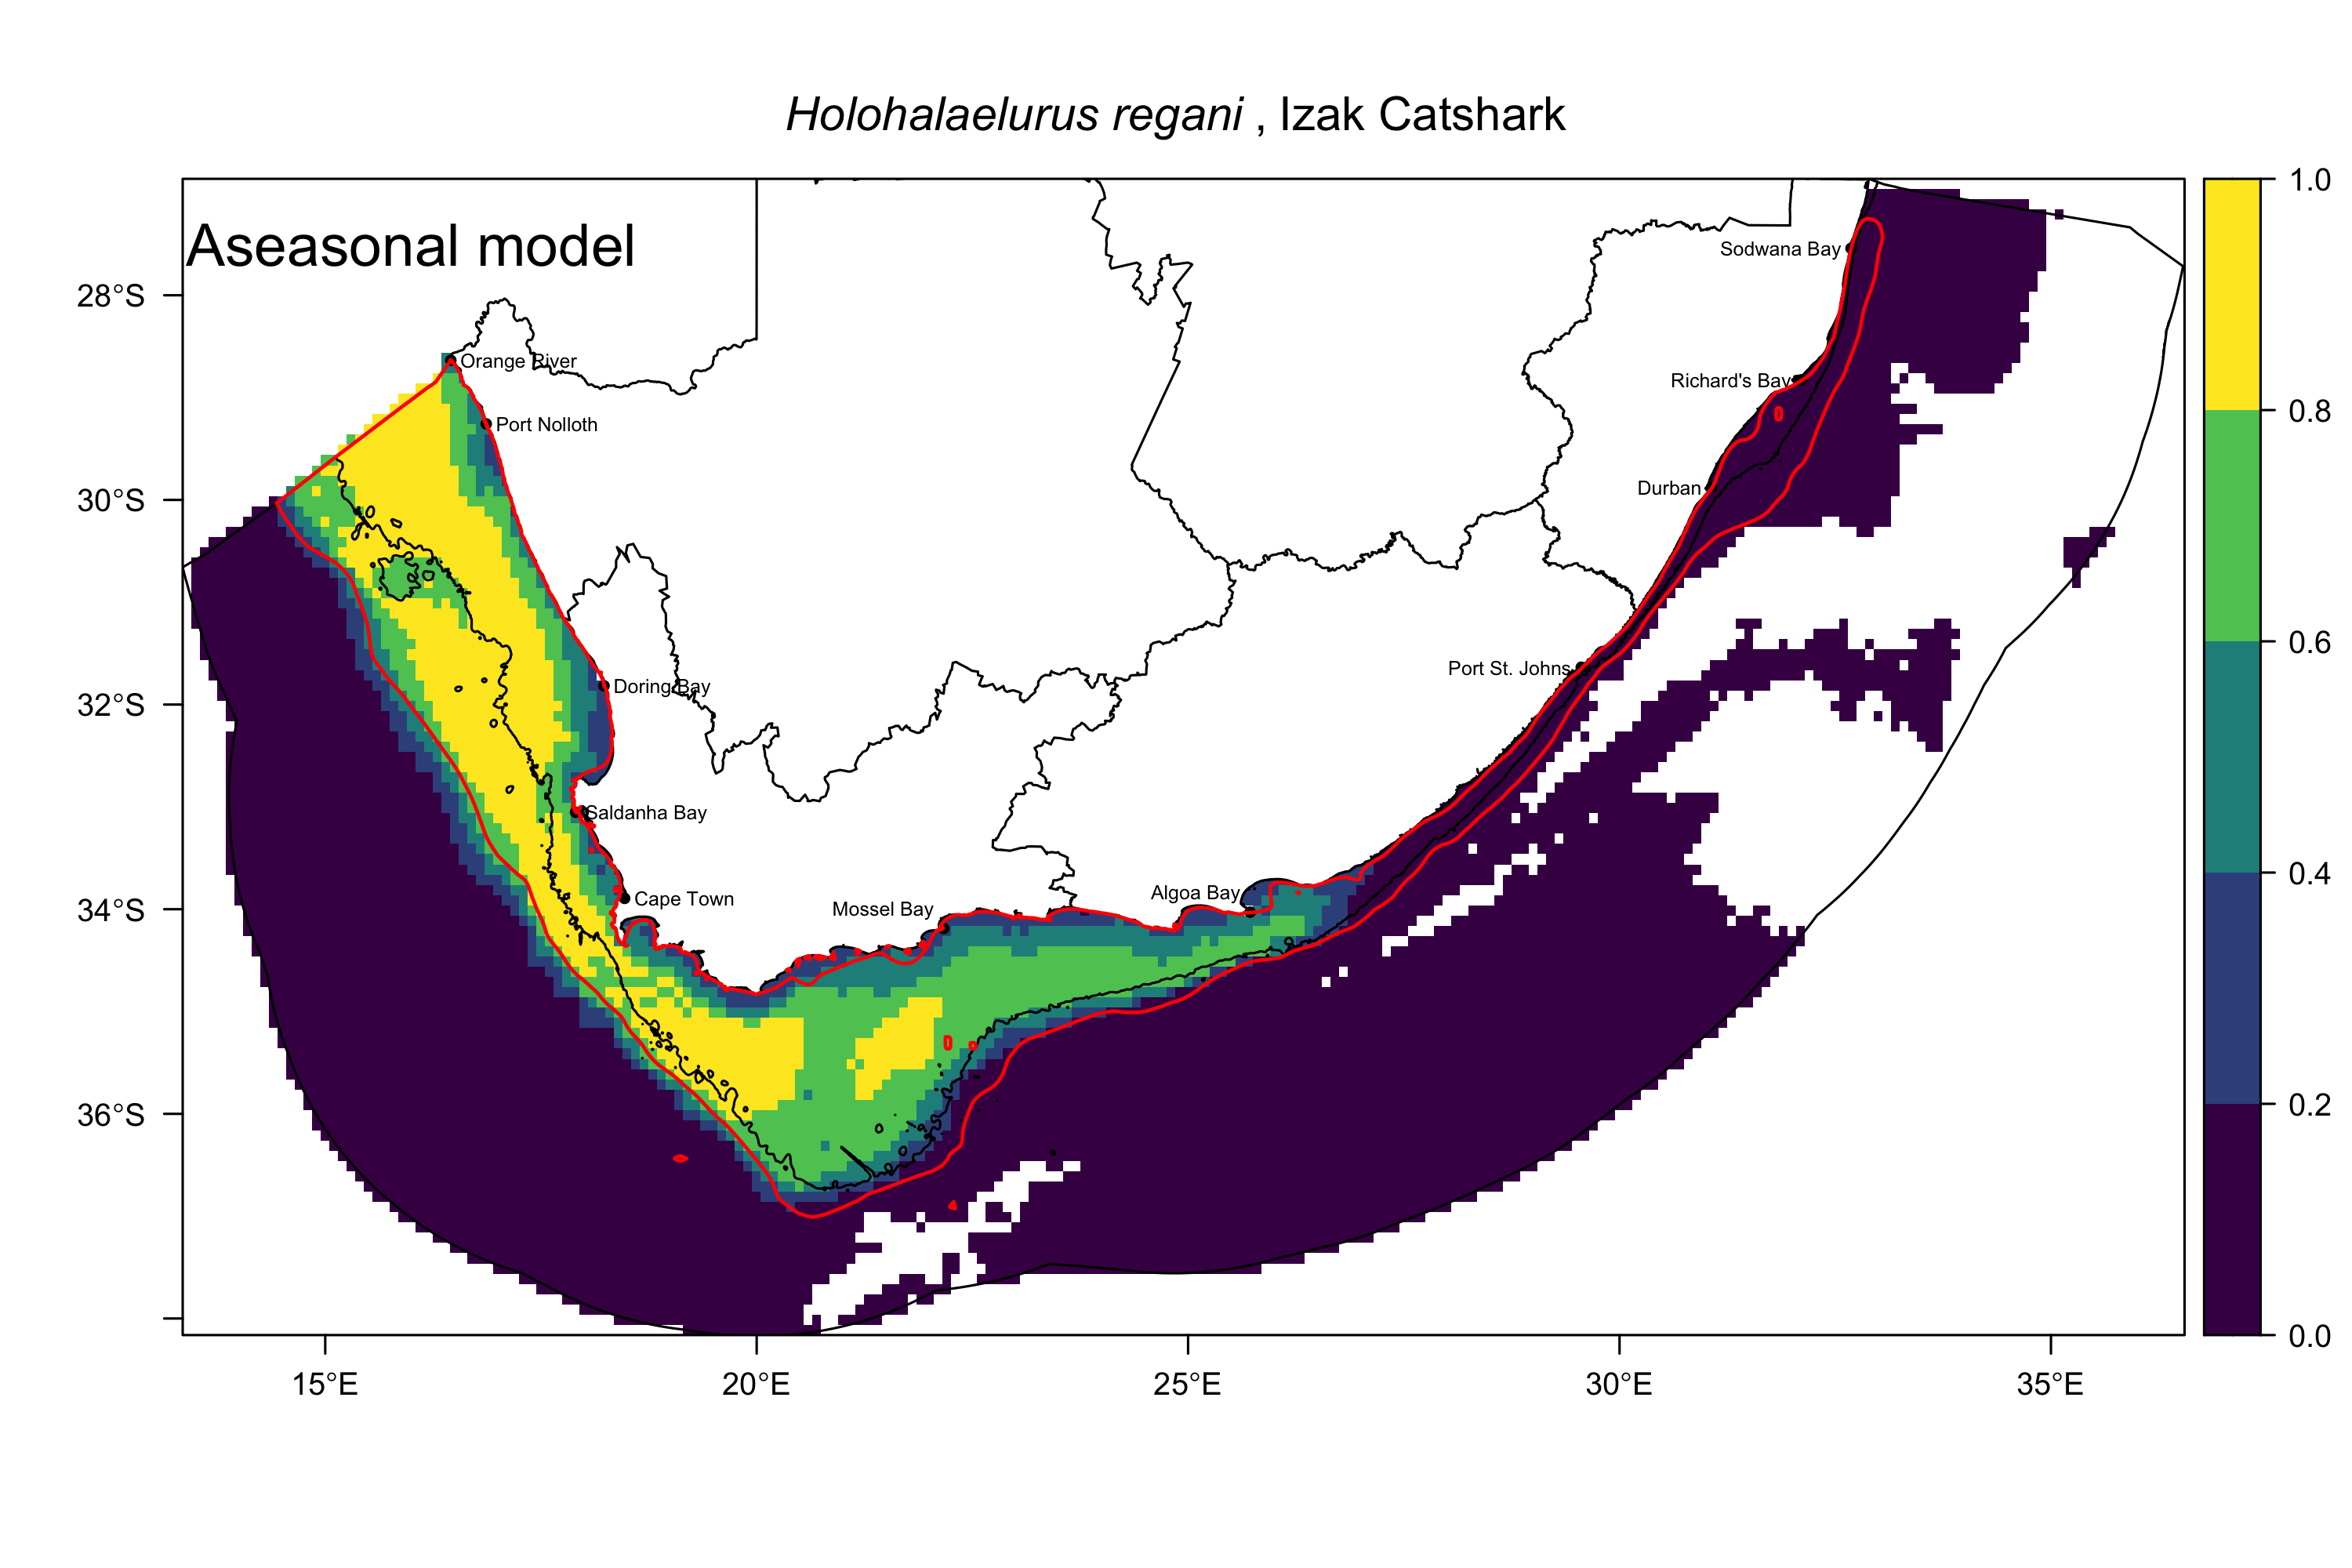 Holohalaelurus regani , Izak Catshark
Aseasonal model
1.0
0.8
0.6
0.4
0.2
0.0
28°S
30°S
32°S
34°S
36°S
Sodwana Bay
Orange River
Richard's Bay
Port Nolloth
Durban
Port St. Johns
Doring Bay
Saldanha Bay
Algoa Bay
Cape Town
Mossel Bay
15°E
20°E
25°E
30°E
35°E